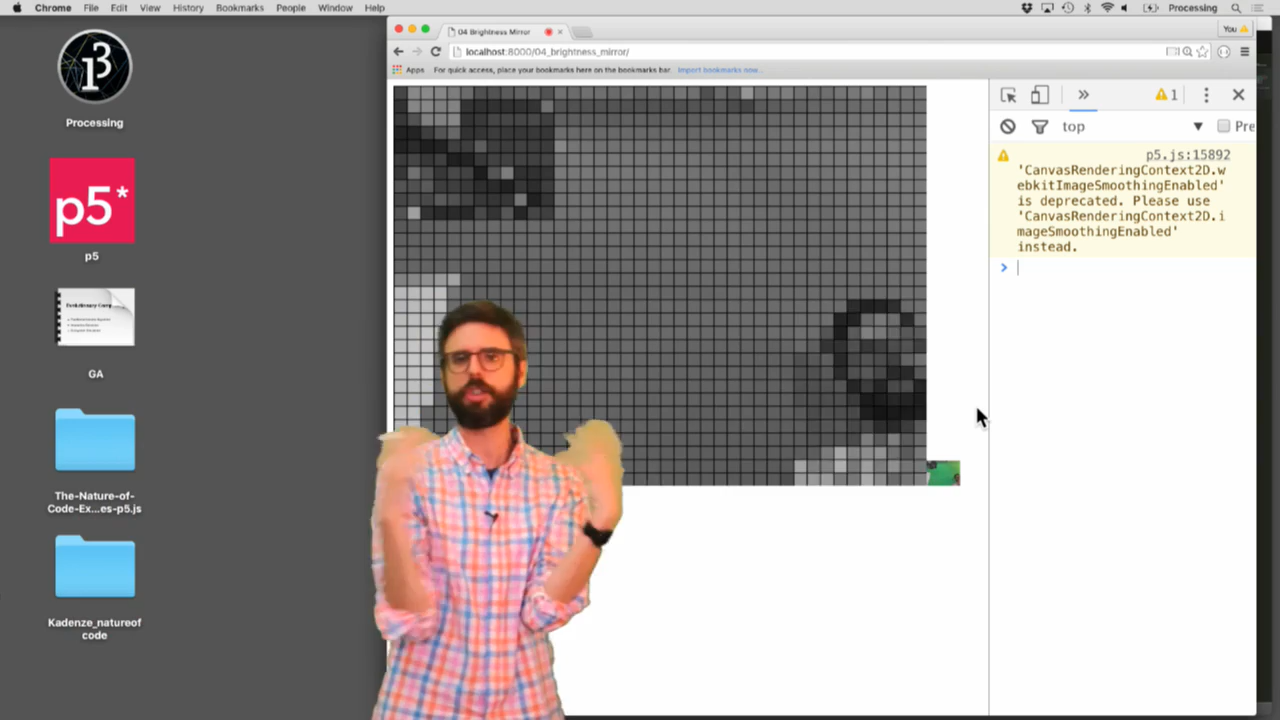 Chrome File Edit View History Bookmarks People Window Help Processing
04 Brightness Mirror
You
localhost:8000/04_brightness_mirror/
Apps For quick access, place your bookmarks here on the bookmarks bar. Import bookmarks now...
Processing
p5*
p5
GA
The-Nature-of-
Code-Ex...es-p5.js
Kadenze_natureof
code
1
top
Pre
p5.js:15892
'CanvasRenderingContext2D.w
ebkitImageSmoothingEnabled'
is deprecated. Please use
'CanvasRenderingContext2D.i
mageSmoothingEnabled'
instead.